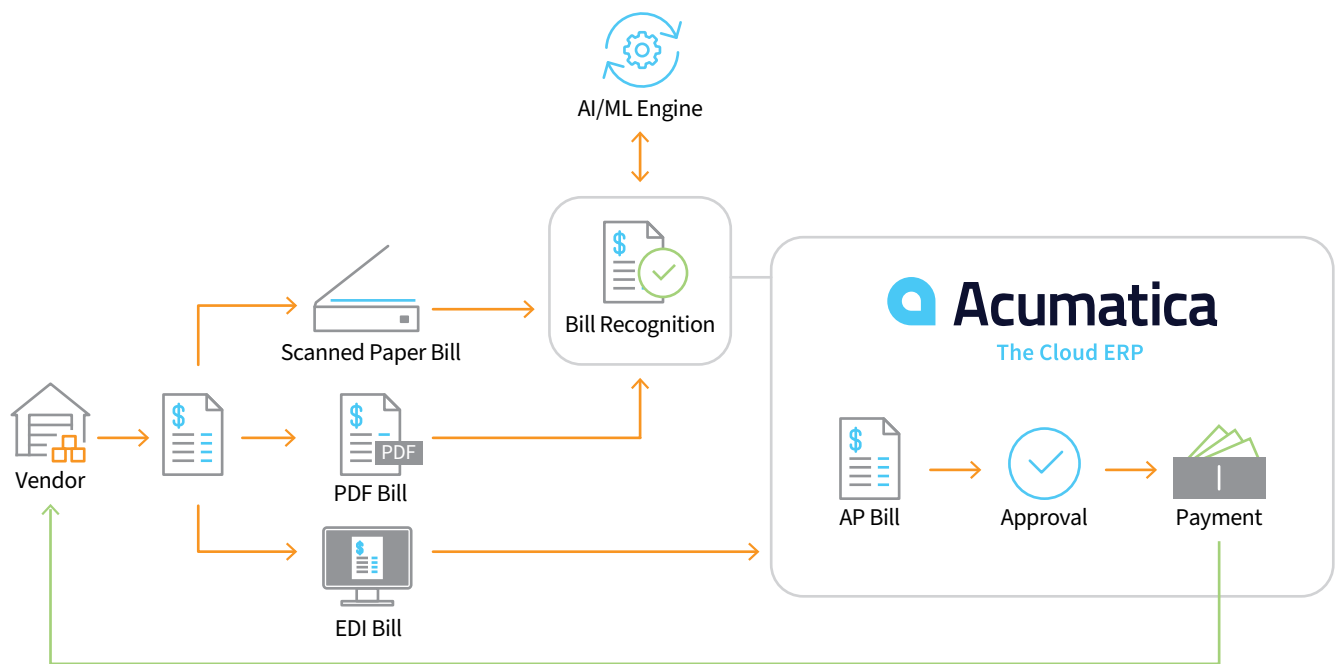 AI/ML Engine
$
Bill Recognition
Acumatica
The Cloud ERP
Scanned Paper Bill
Vendor
$
$
PDF
PDF Bill
$
EDI Bill
$
AP Bill
Approval
Payment